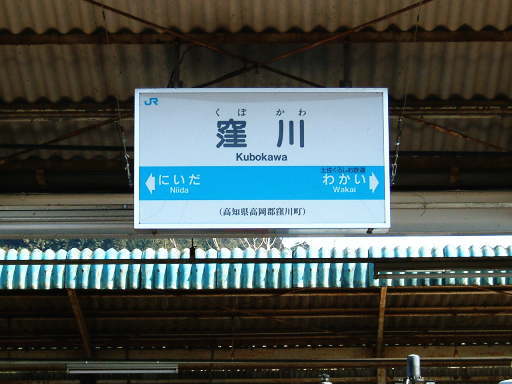 JR
くぼ かわ
窪川
Kubokawa
にいだ
Niida
土佐くろしお鉄道
わかい
Wakai
(高知県高岡郡窪川町)